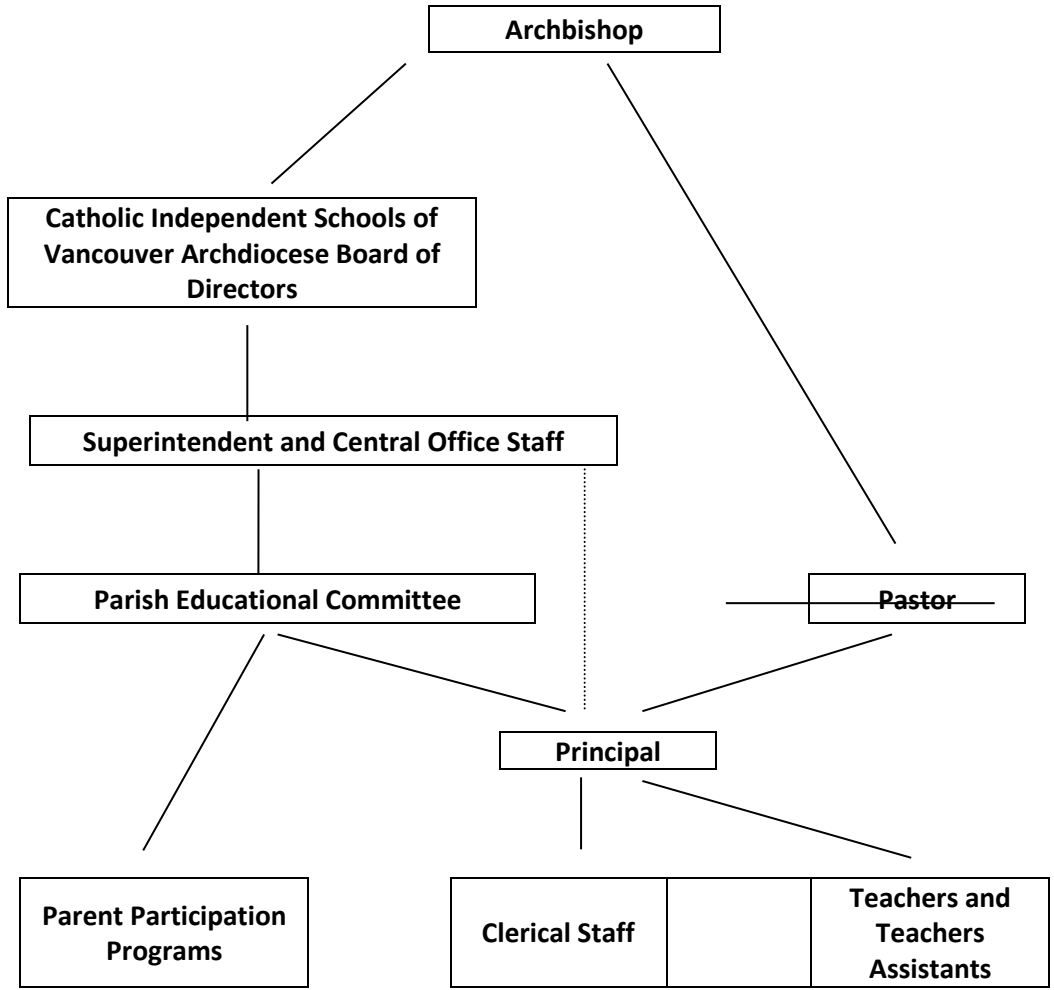 Archbishop
Catholic Independent Schools of
Vancouver Archdiocese Board of
Directors
Superintendent and Central Office Staff
Parish Educational Committee
Pastor
Principal
Parent Participation
Programs
Clerical Staff
Teachers and
Teachers
Assistants